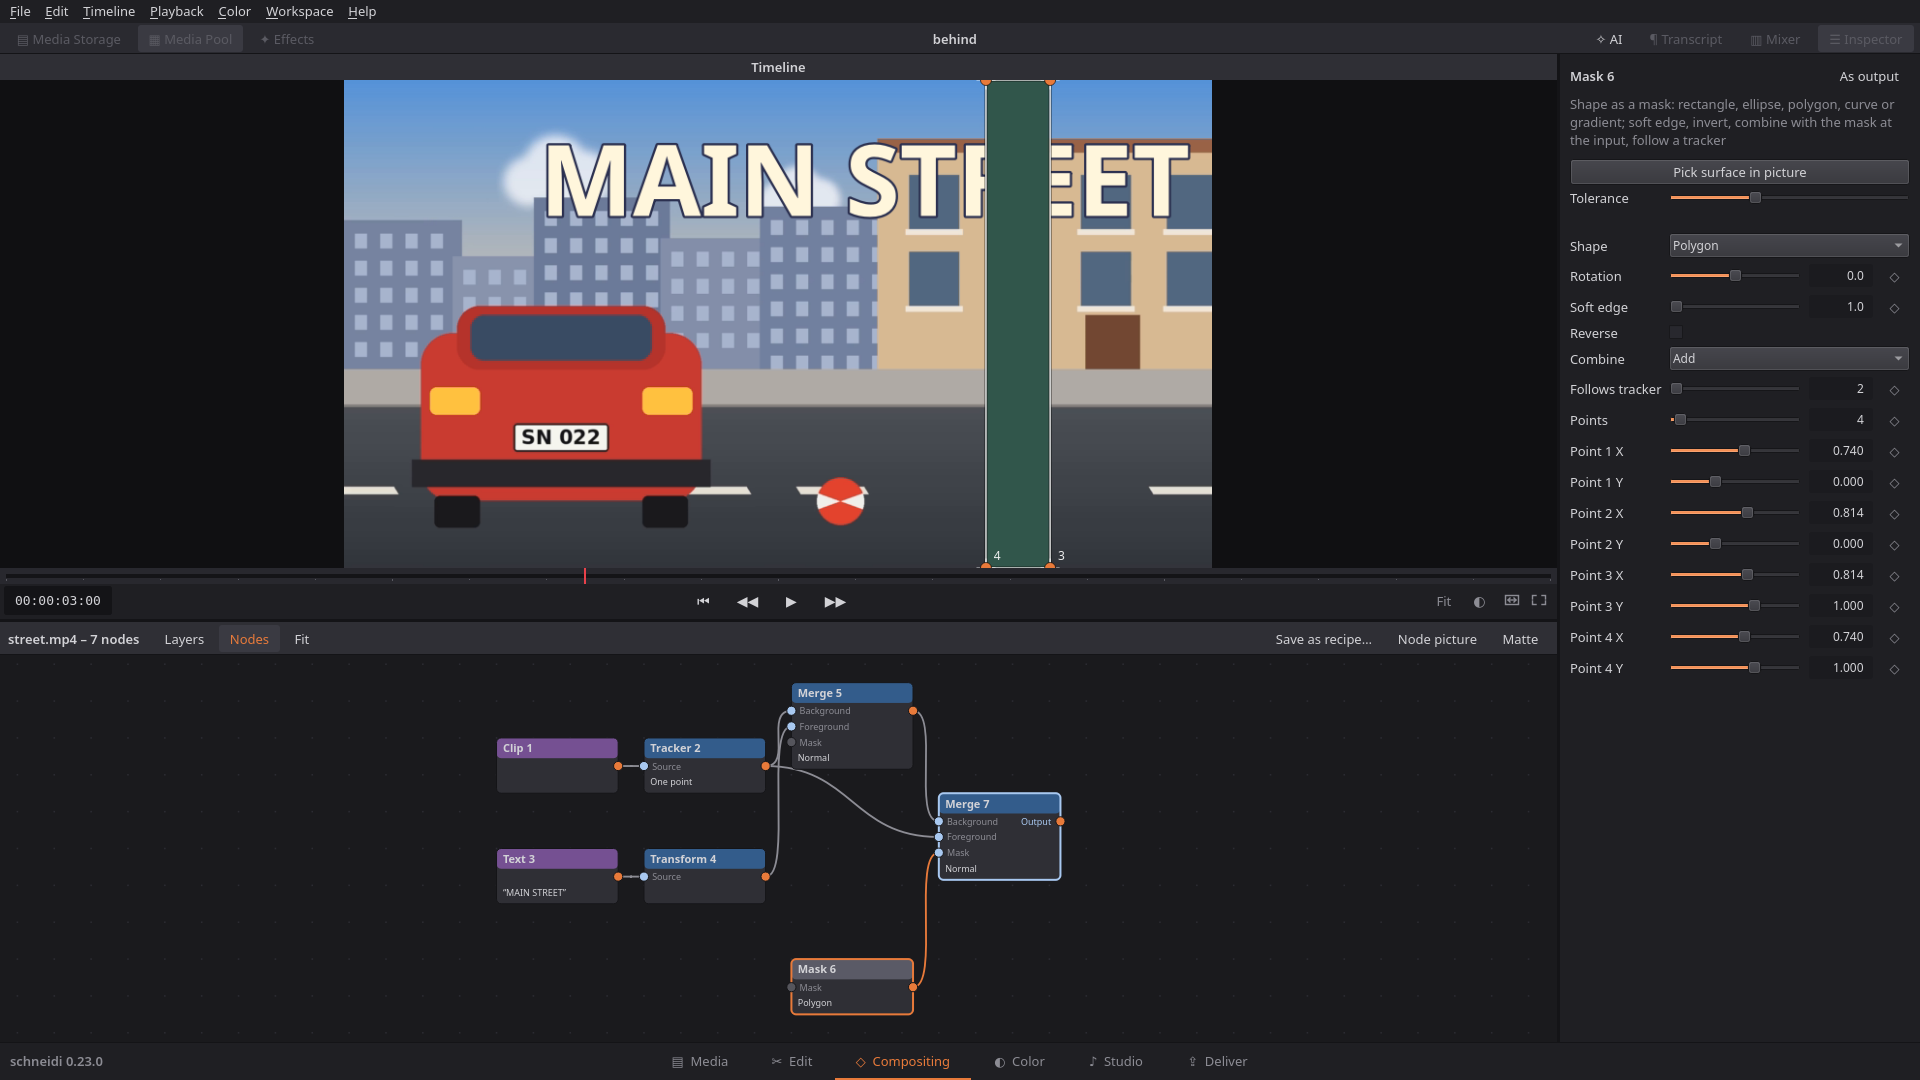 File Edit Timeline Playback Color Workspace Help
Media Storage Media Pool Effects behind AI Transcript Mixer Inspector
Timeline
MAIN STREET
SN 022
4 3
00:00:03:00 Fit
street.mp4 – 7 nodes Layers Nodes Fit Save as recipe... Node picture Matte
Merge 5
Background
Foreground
Mask
Normal
Clip 1
Tracker 2
Source
One point
Merge 7
Background Output
Foreground
Mask
Normal
Text 3
"MAIN STREET"
Transform 4
Source
Mask 6
Mask
Polygon
Mask 6 As output
Shape as a mask: rectangle, ellipse, polygon, curve or
gradient; soft edge, invert, combine with the mask at
the input, follow a tracker
Pick surface in picture
Tolerance
Shape Polygon
Rotation 0.0
Soft edge 1.0
Reverse
Combine Add
Follows tracker 2
Points 4
Point 1 X 0.740
Point 1 Y 0.000
Point 2 X 0.814
Point 2 Y 0.000
Point 3 X 0.814
Point 3 Y 1.000
Point 4 X 0.740
Point 4 Y 1.000
schneidi 0.23.0 Media Edit Compositing Color Studio Deliver